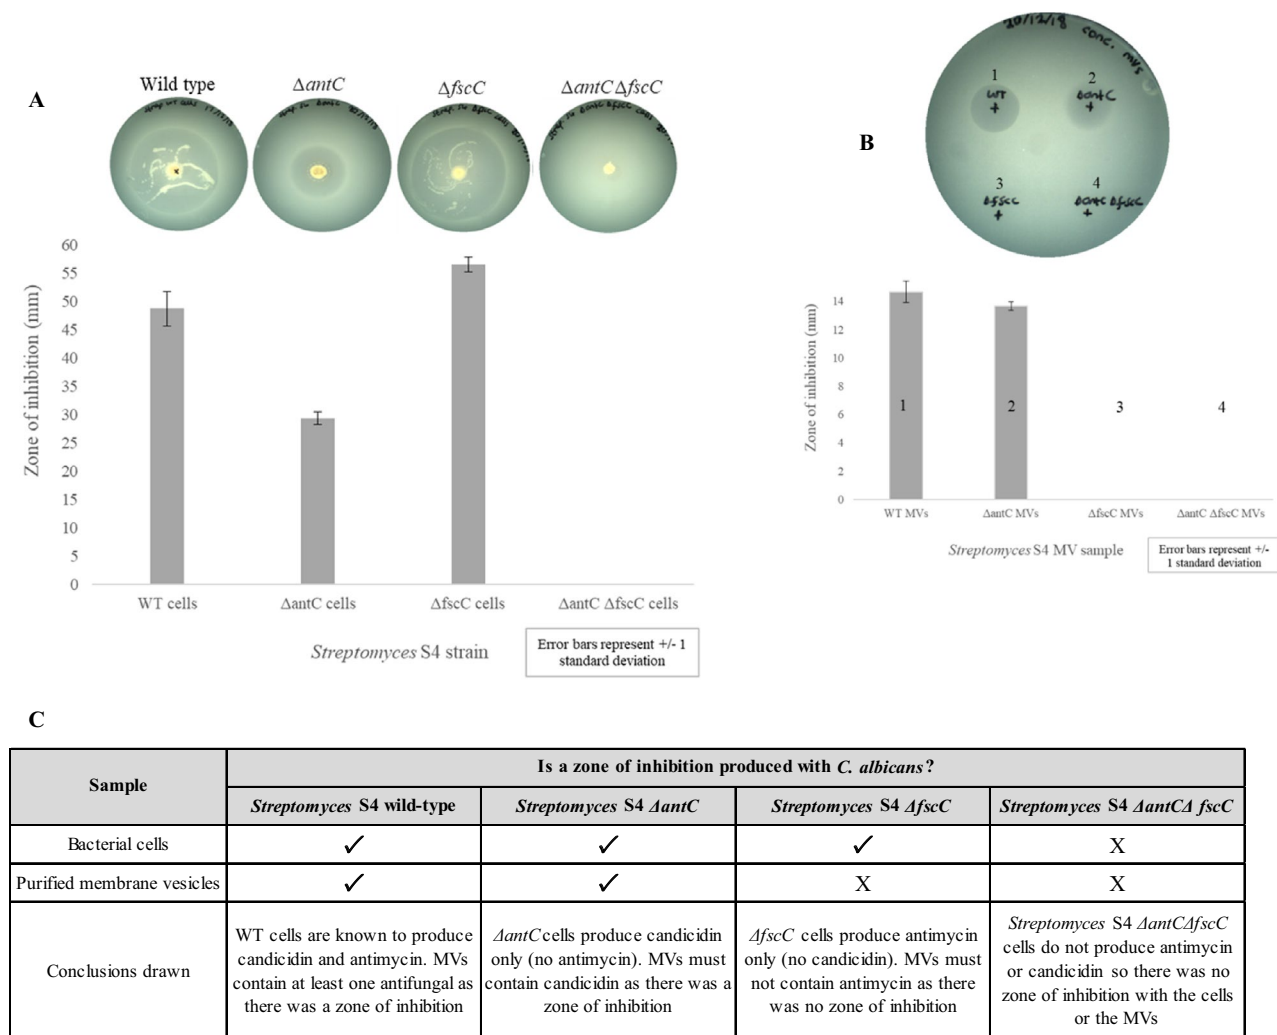 A
Wild type
ΔantC
ΔfscC
ΔantCΔfscC
Zone of inhibition (mm)
60
55
50
45
40
35
30
25
20
15
10
5
0
WT cells
ΔantC cells
ΔfscC cells
ΔantC ΔfscC cells
Streptomyces S4 strain
Error bars represent +/- 1
standard deviation
B
20/12/18 conc. MVs
1
WT
+
2
ΔantC
+
3
ΔfscC
+
4
ΔantC ΔfscC
+
Zone of inhibition (mm)
14
12
10
8
6
4
2
0
1
2
3
4
WT MVs
ΔantC MVs
ΔfscC MVs
ΔantC ΔfscC MVs
Streptomyces S4 MV sample
Error bars represent +/-
1 standard deviation
C
Sample
Is a zone of inhibition produced with C. albicans?
Streptomyces S4 wild-type
Streptomyces S4 ΔantC
Streptomyces S4 ΔfscC
Streptomyces S4 ΔantCΔ fscC
Bacterial cells
✓
✓
✓
X
Purified membrane vesicles
✓
✓
X
X
Conclusions drawn
WT cells are known to produce
candicidin and antimycin. MVs
contain at least one antifungal as
there was a zone of inhibition
ΔantC cells produce candicidin
only (no antimycin). MVs must
contain candicidin as there was a
zone of inhibition
ΔfscC cells produce antimycin
only (no candicidin). MVs must
not contain antimycin as there
was no zone of inhibition
Streptomyces S4 ΔantCΔfscC
cells do not produce antimycin
or candicidin so there was no
zone of inhibition with the cells
or the MVs